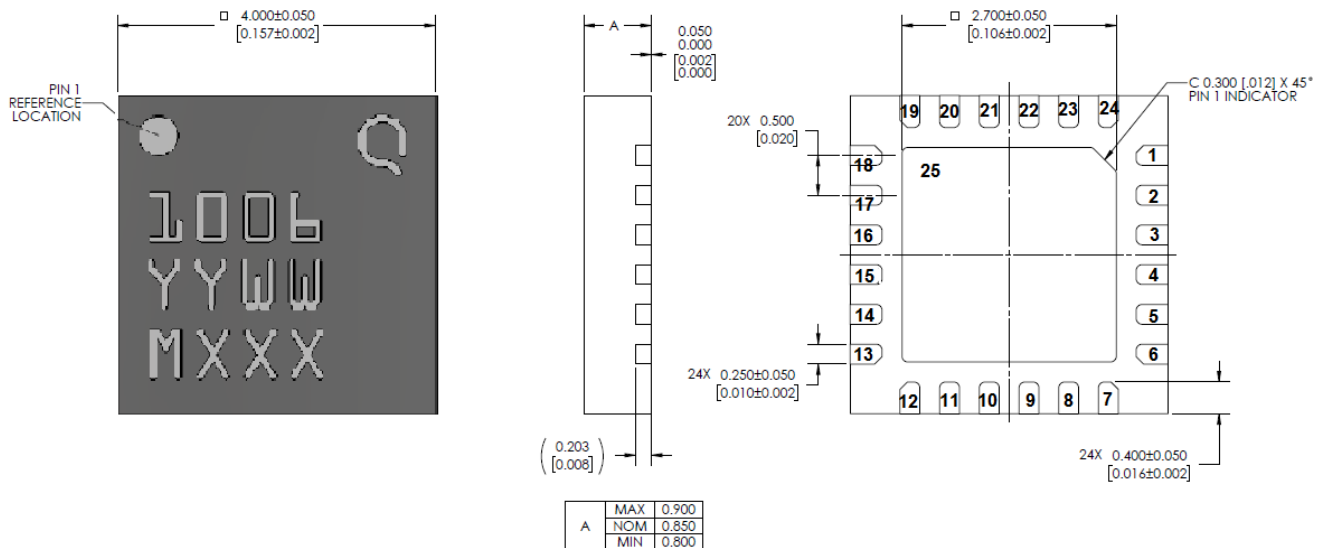 □ 4.000±0.050
[0.157±0.002]
PIN 1
REFERENCE
LOCATION
1006
YYWW
MXXX
A
0.050
0.000
[0.002]
[0.000]
( 0.203 )
[0.008]
A
MAX 0.900
NOM 0.850
MIN 0.800
□ 2.700±0.050
[0.106±0.002]
C 0.300 [.012] X 45°
PIN 1 INDICATOR
20X 0.500
[0.020]
24X 0.250±0.050
[0.010±0.002]
24X 0.400±0.050
[0.016±0.002]
19 20 21 22 23 24
18 1
25
17 2
16 3
15 4
14 5
13 6
12 11 10 9 8 7